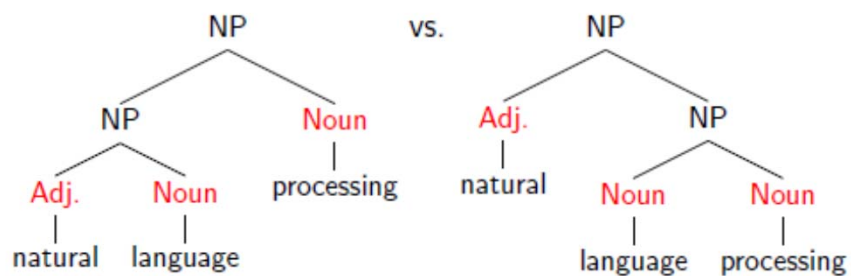 NP vs. NP
NP Noun Adj. NP
Adj. Noun processing natural Noun Noun
natural language language processing